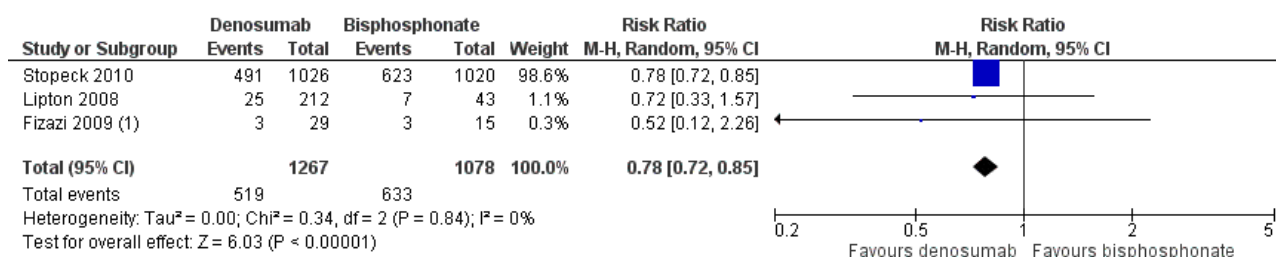 Denosumab Bisphosphonate Risk Ratio Risk Ratio
Study or Subgroup Events Total Events Total Weight M-H, Random, 95% CI M-H, Random, 95% CI
Stopeck 2010 491 1026 623 1020 98.6% 0.78 [0.72, 0.85]
Lipton 2008 25 212 7 43 1.1% 0.72 [0.33, 1.57]
Fizazi 2009 (1) 3 29 3 15 0.3% 0.52 [0.12, 2.26]
Total (95% CI) 1267 1078 100.0% 0.78 [0.72, 0.85]
Total events 519 633
Heterogeneity: Tau² = 0.00; Chi² = 0.34, df = 2 (P = 0.84); I² = 0%
Test for overall effect: Z = 6.03 (P < 0.00001)
0.2 0.5 1 2 5
Favours denosumab Favours bisphosphonate